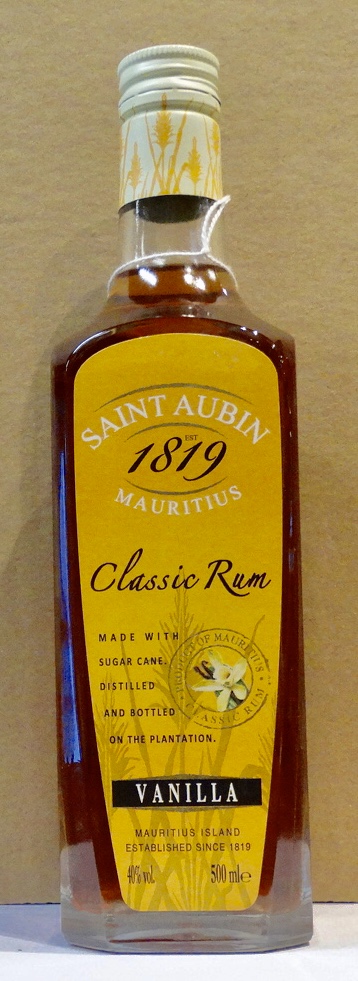 SAINT AUBIN
EST
1819
MAURITIUS
Classic Rum
MADE WITH
SUGAR CANE.
DISTILLED
AND BOTTLED
ON THE PLANTATION.
PRODUCT OF MAURITIUS
CLASSIC RUM
VANILLA
MAURITIUS ISLAND
ESTABLISHED SINCE 1819
40% vol. 500 ml e